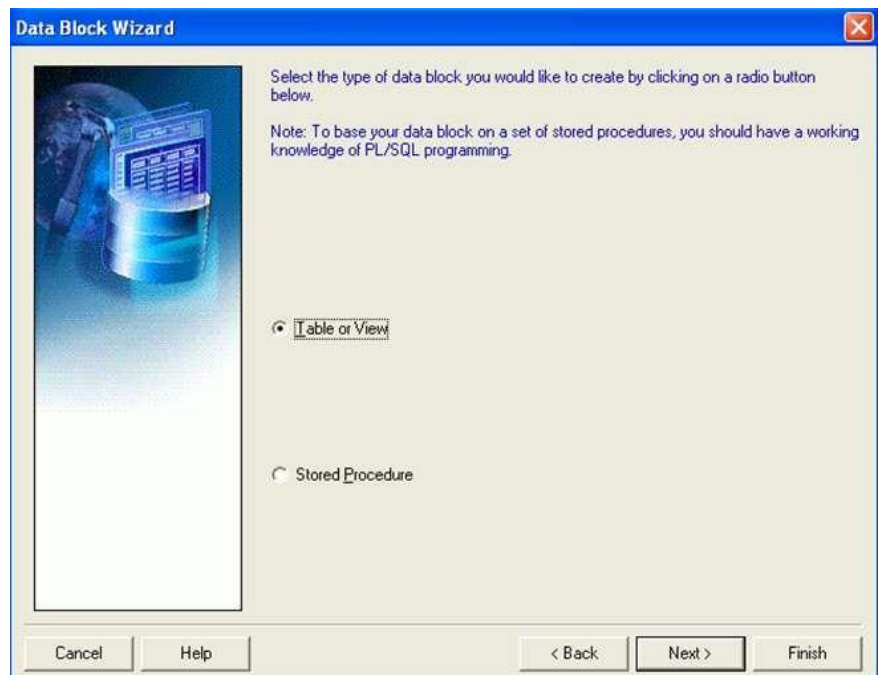 Data Block Wizard
Select the type of data block you would like to create by clicking on a radio button
below.
Note: To base your data block on a set of stored procedures, you should have a working
knowledge of PL/SQL programming.
Table or View
Stored Procedure
Cancel
Help
< Back
Next >
Finish